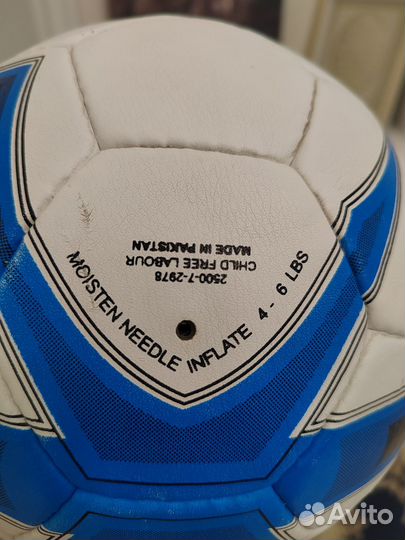 2500-7-2978
CHILD FREE LABOUR
MADE IN PAKISTAN
MOISTEN NEEDLE INFLATE 4 - 6 LBS
Avito